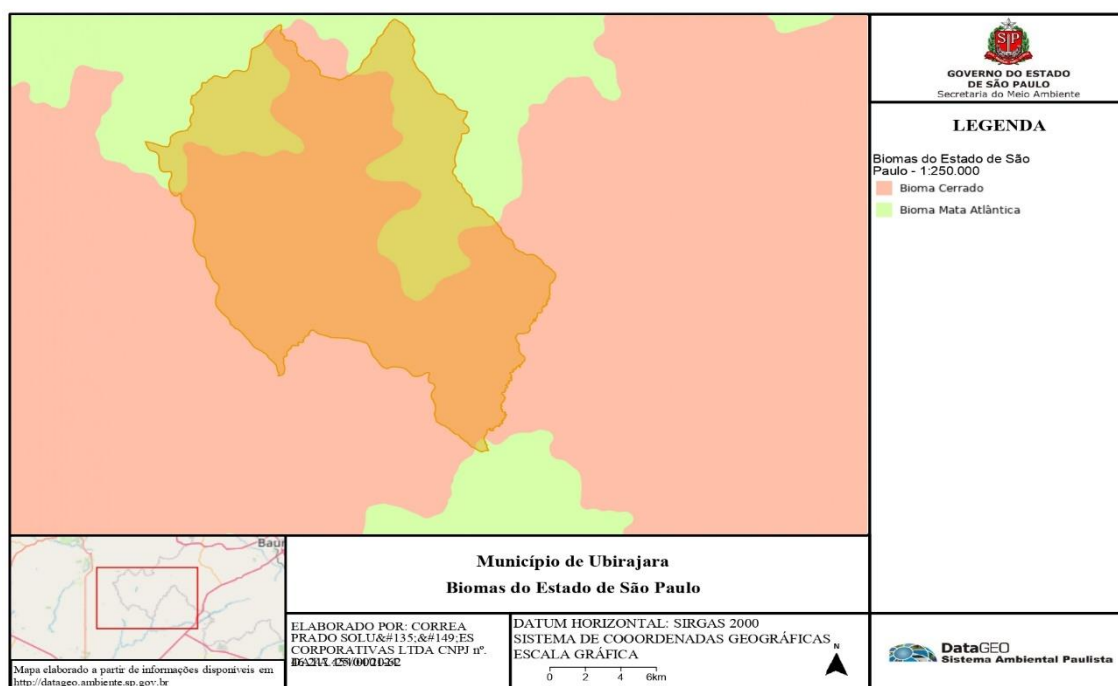 SP
GOVERNO DO ESTADO
DE SÃO PAULO
Secretaria do Meio Ambiente
LEGENDA
Biomas do Estado de São
Paulo - 1:250.000
Bioma Cerrado
Bioma Mata Atlântica
Baur
Município de Ubirajara
Biomas do Estado de São Paulo
ELABORADO POR: CORREA
PRADO SOLU&#135;&#149;ES
CORPORATIVAS LTDA CNPJ nº.
DATUM HORIZONTAL: SIRGAS 2000
SISTEMA DE COOORDENADAS GEOGRÁFICAS
ESCALA GRÁFICA
0 2 4 6km
N
Mapa elaborado a partir de informações disponíveis em
http://datageo.ambiente.sp.gov.br
DataGEO
Sistema Ambiental Paulista